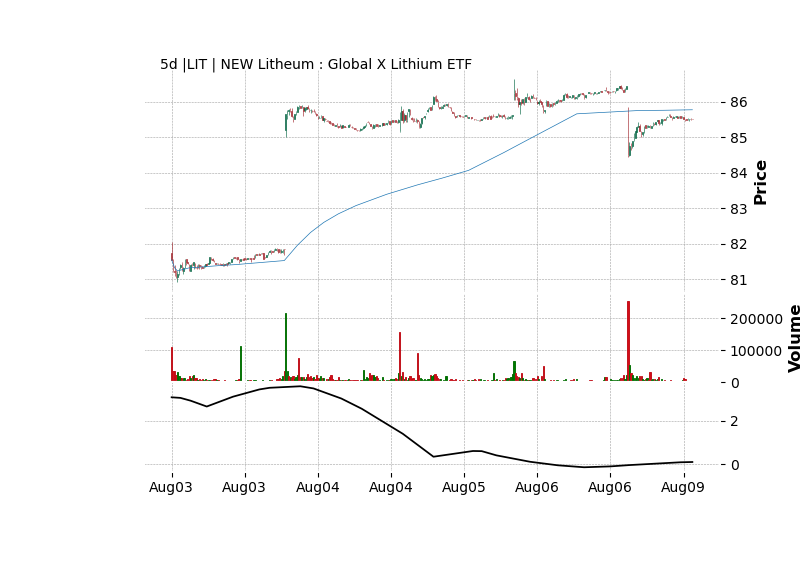 5d |LIT | NEW Litheum : Global X Lithium ETF
86
85
84
83
82
81
Price
200000
100000
0
Volume
2
0
Aug03 Aug03 Aug04 Aug04 Aug05 Aug06 Aug06 Aug09